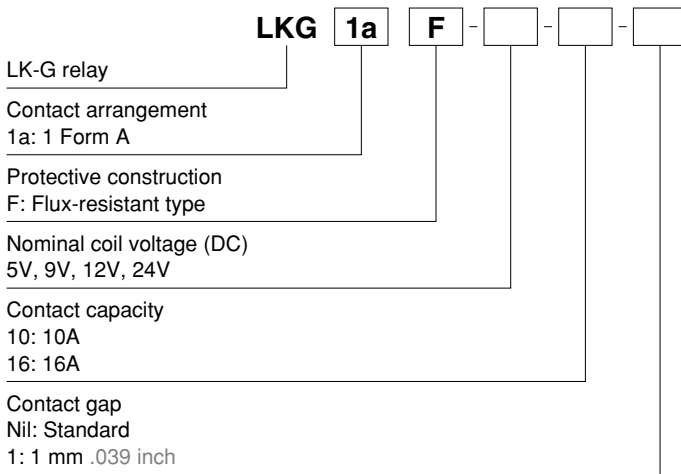 LKG 1a F - - -
LK-G relay
Contact arrangement
1a: 1 Form A
Protective construction
F: Flux-resistant type
Nominal coil voltage (DC)
5V, 9V, 12V, 24V
Contact capacity
10: 10A
16: 16A
Contact gap
Nil: Standard
1: 1 mm .039 inch